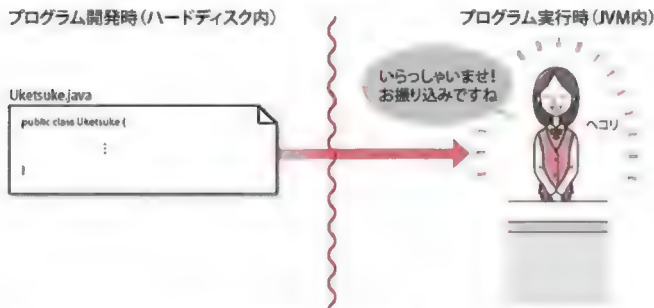 プログラム開発時(ハードディスク内)
プログラム実行時(JVM内)
いらっしゃいませ!
お振り込みですね
ペコリ
Uketsuke.java
public class Uketsuke {
⋮
}